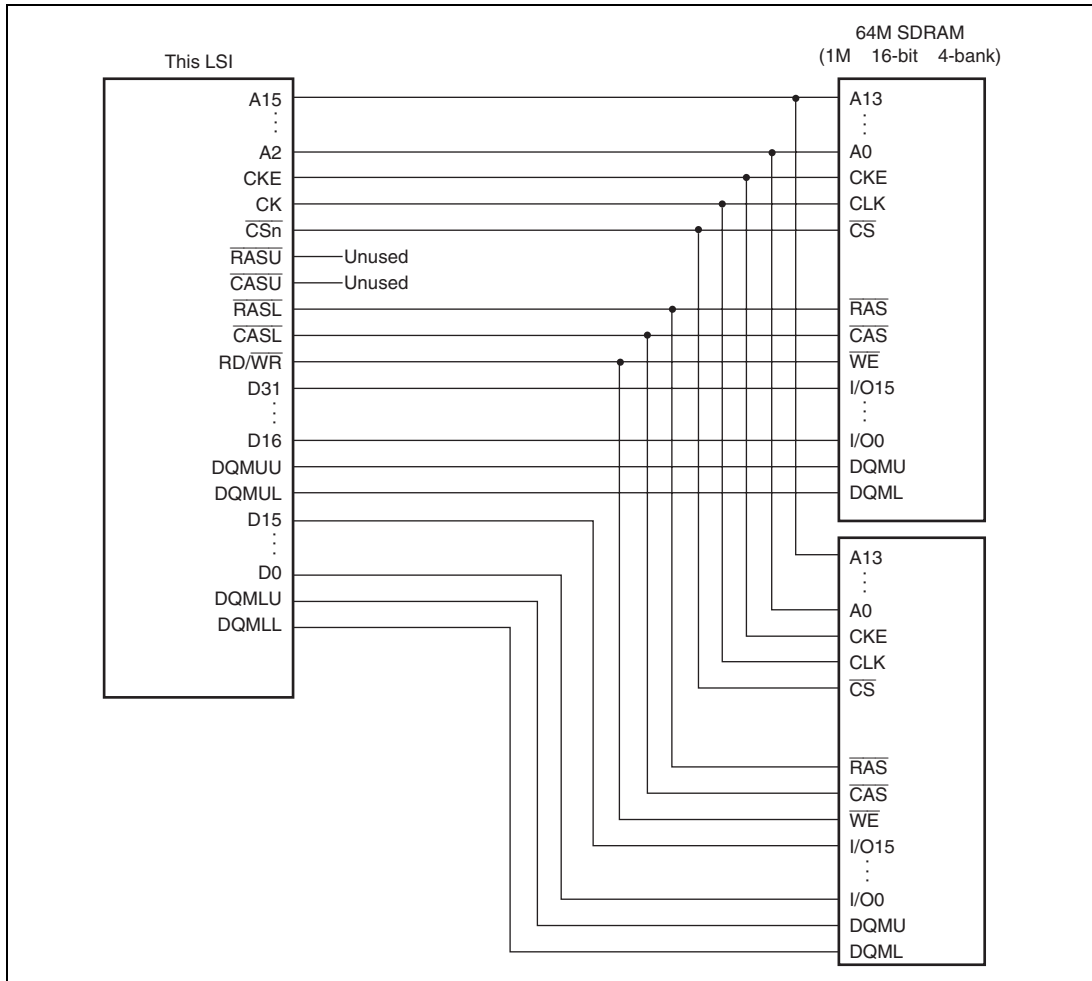 64M SDRAM
(1M 16-bit 4-bank)
This LSI
A15
A2
CKE
CK
CSn
RASU
CASU
RASL
CASL
RD/WR
D31
D16
DQMUU
DQMUL
D15
D0
DQMLU
DQMLL
Unused
Unused
A13
A0
CKE
CLK
CS
RAS
CAS
WE
I/O15
I/O0
DQMU
DQML
A13
A0
CKE
CLK
CS
RAS
CAS
WE
I/O15
I/O0
DQMU
DQML